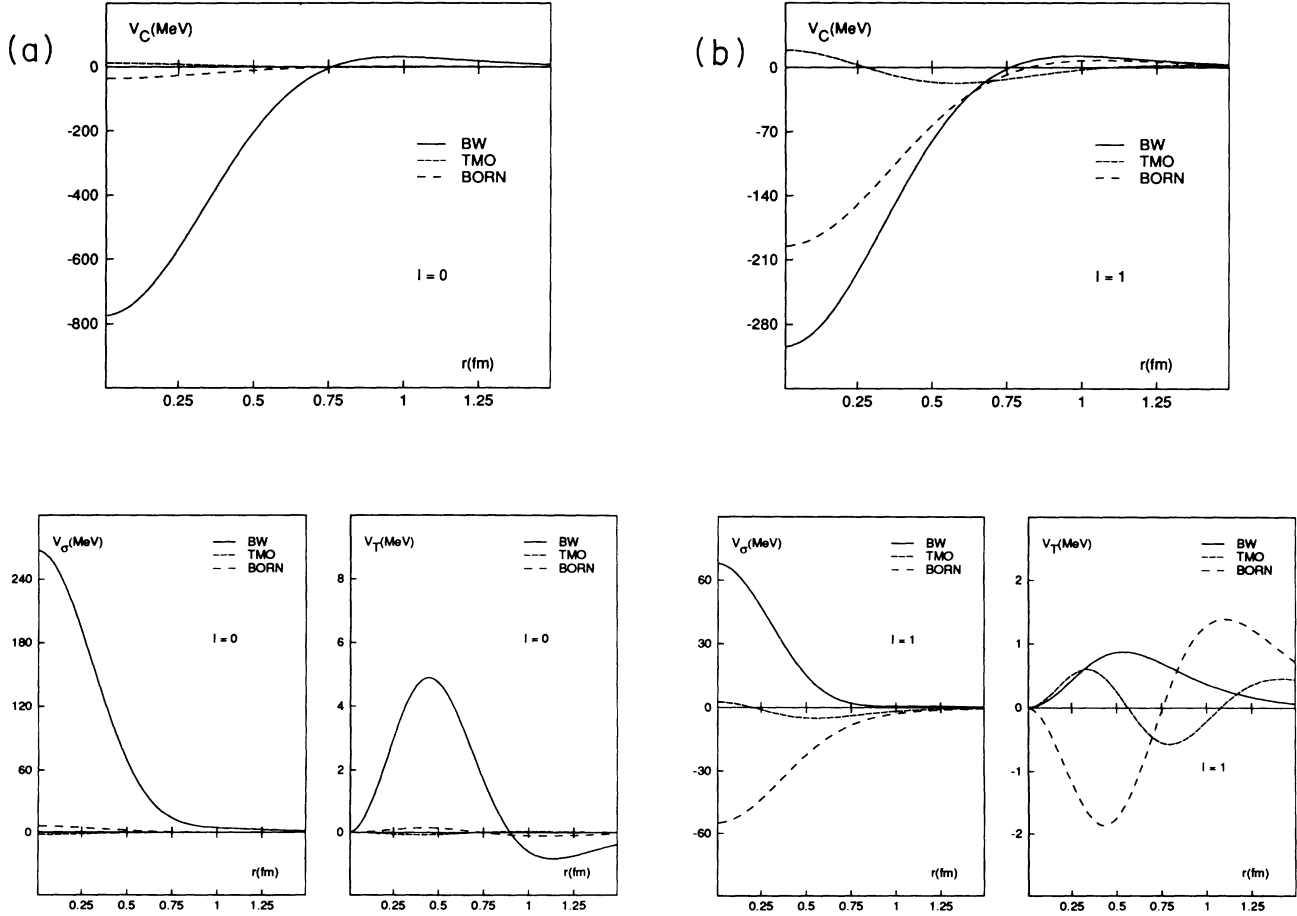 (a)
V_C(MeV)
0
-200
-400
-600
-800
BW
TMO
BORN
I = 0
r(fm)
0.25 0.5 0.75 1 1.25
(b)
V_C(MeV)
0
-70
-140
-210
-280
BW
TMO
BORN
I = 1
r(fm)
0.25 0.5 0.75 1 1.25
V_σ(MeV)
240
180
120
60
0
BW
TMO
BORN
I = 0
r(fm)
0.25 0.5 0.75 1 1.25
V_T(MeV)
8
6
4
2
0
BW
TMO
BORN
I = 0
r(fm)
0.25 0.5 0.75 1 1.25
V_σ(MeV)
60
30
0
-30
-60
BW
TMO
BORN
I = 1
r(fm)
0.25 0.5 0.75 1 1.25
V_T(MeV)
2
1
0
-1
-2
BW
TMO
BORN
I = 1
r(fm)
0.25 0.5 0.75 1 1.25